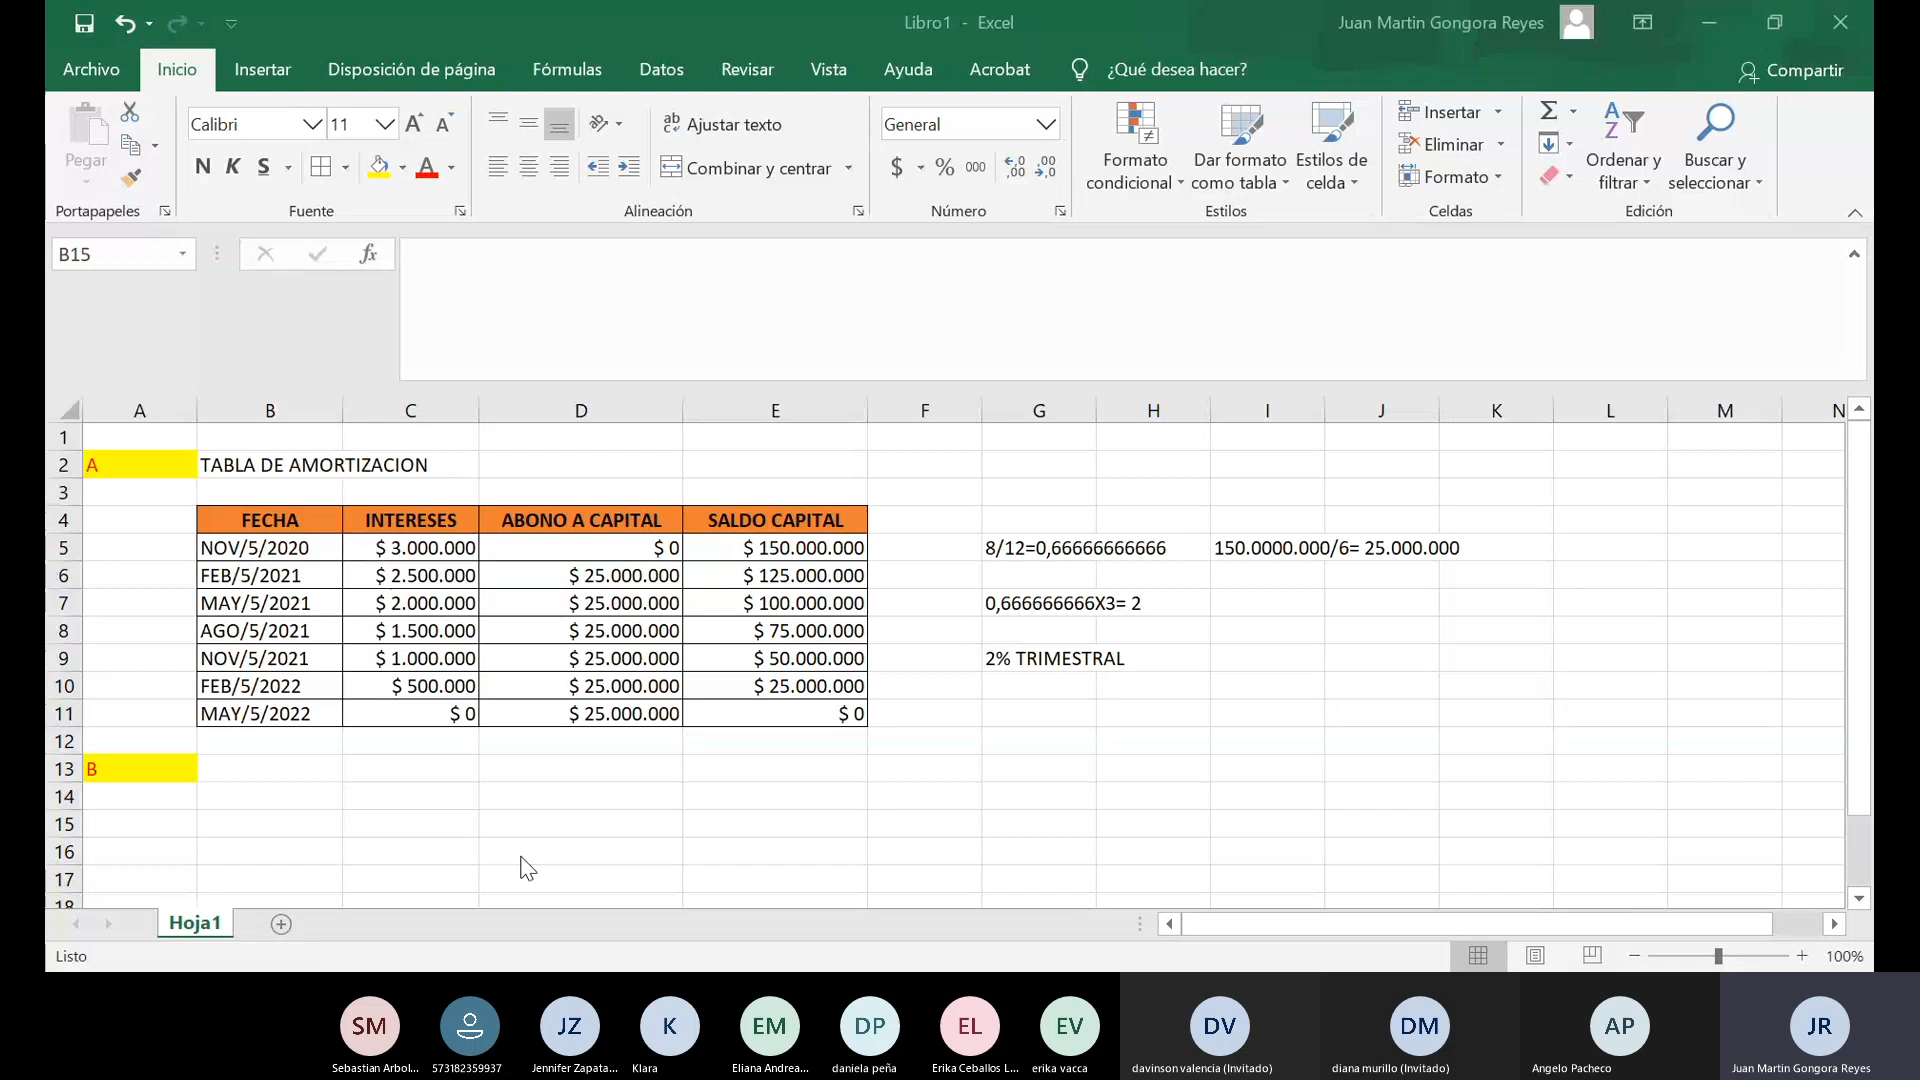 Libro1 - Excel
Juan Martin Gongora Reyes
Archivo Inicio Insertar Disposición de página Fórmulas Datos Revisar Vista Ayuda Acrobat ¿Qué desea hacer? Compartir
Pegar
Portapapeles
Calibri 11
N K S
Fuente
Ajustar texto
Combinar y centrar
Alineación
General
$ % 000
Número
Formato condicional
Dar formato como tabla
Estilos de celda
Estilos
Insertar
Eliminar
Formato
Celdas
Ordenar y filtrar
Buscar y seleccionar
Edición
B15
fx
A B C D E F G H I J K L M N
1
2 A TABLA DE AMORTIZACION
3
4 FECHA INTERESES ABONO A CAPITAL SALDO CAPITAL
5 NOV/5/2020 $ 3.000.000 $ 0 $ 150.000.000 8/12=0,66666666666 150.0000.000/6= 25.000.000
6 FEB/5/2021 $ 2.500.000 $ 25.000.000 $ 125.000.000
7 MAY/5/2021 $ 2.000.000 $ 25.000.000 $ 100.000.000 0,666666666X3= 2
8 AGO/5/2021 $ 1.500.000 $ 25.000.000 $ 75.000.000
9 NOV/5/2021 $ 1.000.000 $ 25.000.000 $ 50.000.000 2% TRIMESTRAL
10 FEB/5/2022 $ 500.000 $ 25.000.000 $ 25.000.000
11 MAY/5/2022 $ 0 $ 25.000.000 $ 0
12
13 B
14
15
16
17
18
Hoja1
Listo
100%
SM JZ K EM DP EL EV DV DM AP JR
Sebastian Arbol... 573182359937 Jennifer Zapata... Klara Eliana Andrea... daniela peña Erika Ceballos L... erika vacca davinson valencia (Invitado) diana murillo (Invitado) Angelo Pacheco Juan Martin Gongora Reyes